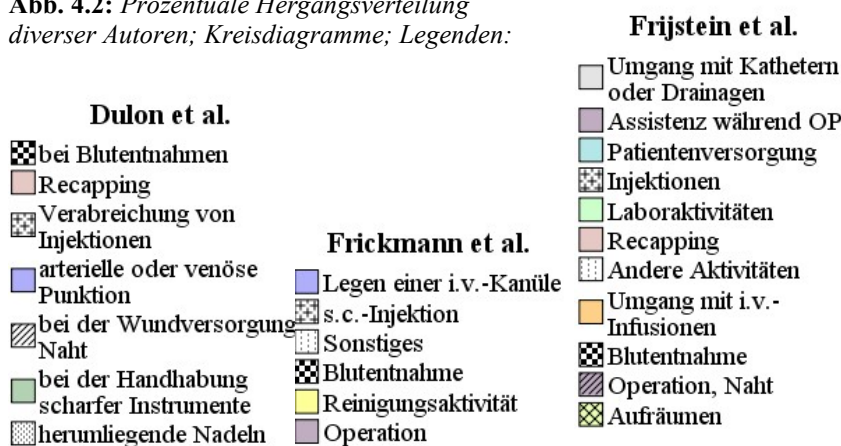 Abb. 4.2: Prozentuale Hergangsverteilung
diverser Autoren; Kreisdiagramme; Legenden:
Dulon et al.
bei Blutentnahmen
Recapping
Verabreichung von
Injektionen
arterielle oder venöse
Punktion
bei der Wundversorgung
Naht
bei der Handhabung
scharfer Instrumente
herumliegende Nadeln
Frickmann et al.
Legen einer i.v.-Kanüle
s.c.-Injektion
Sonstiges
Blutentnahme
Reinigungsaktivität
Operation
Frijstein et al.
Umgang mit Kathetern
oder Drainagen
Assistenz während OP
Patientenversorgung
Injektionen
Laboraktivitäten
Recapping
Andere Aktivitäten
Umgang mit i.v.-
Infusionen
Blutentnahme
Operation, Naht
Aufräumen